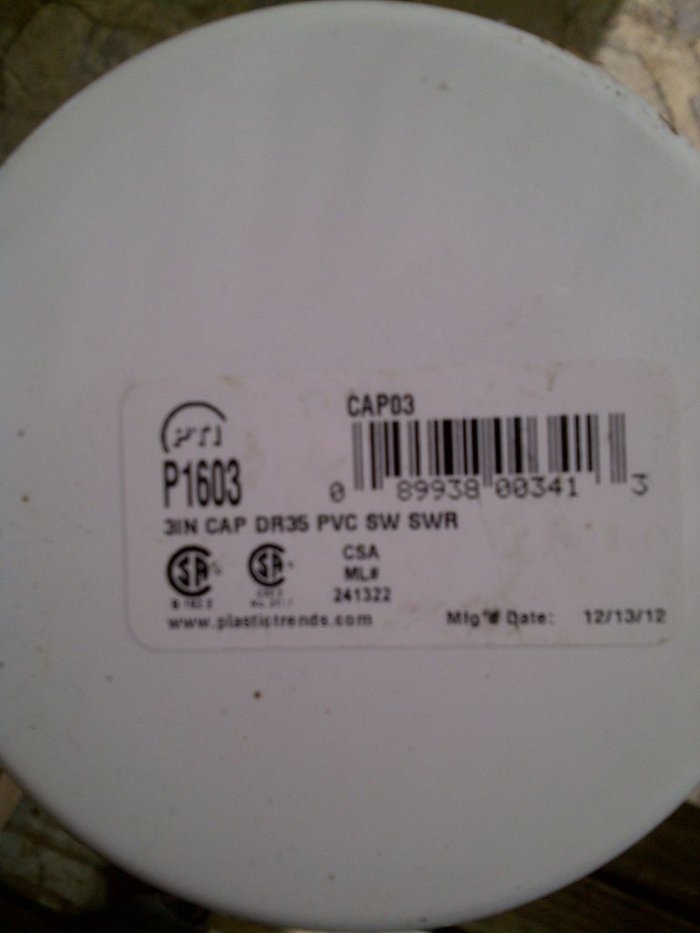 CAP03
PTI
P1603
0 89938 00341 3
3IN CAP DR35 PVC SW SWR
CSA
ML#
241322
www.plastictrends.com
Mfg'd Date: 12/13/12